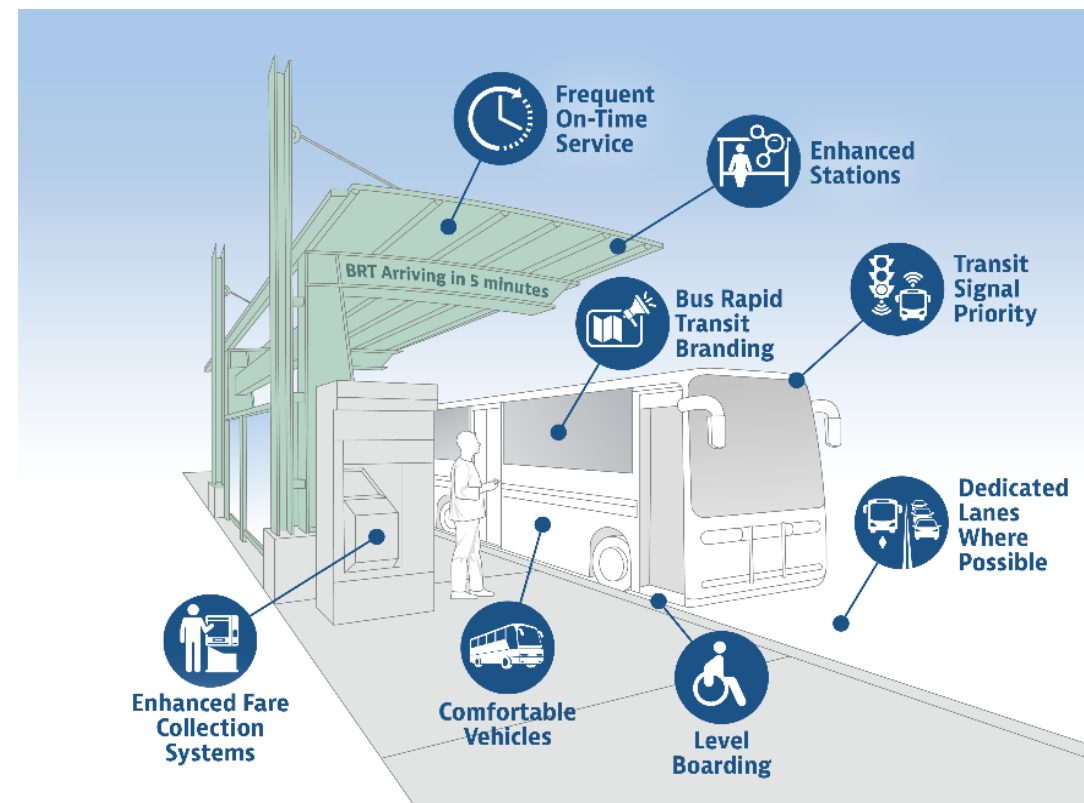 Frequent
On-Time
Service
Enhanced
Stations
BRT Arriving in 5 minutes
Bus Rapid
Transit
Branding
Transit
Signal
Priority
Dedicated
Lanes
Where
Possible
Enhanced Fare
Collection
Systems
Comfortable
Vehicles
Level
Boarding